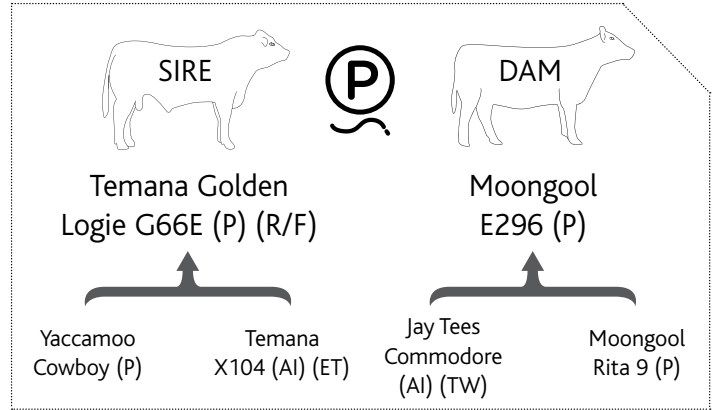 SIRE
P
DAM
Temana Golden
Logie G66E (P) (R/F)
Moongool
E296 (P)
Yaccamoo
Cowboy (P)
Temana
X104 (AI) (ET)
Jay Tees
Commodore
(AI) (TW)
Moongool
Rita 9 (P)